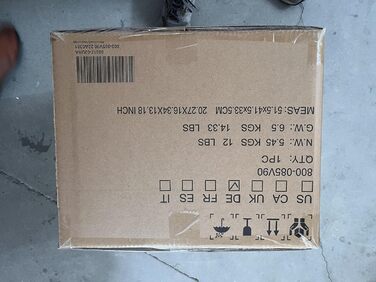 US CA UK DE FR ES IT
800-085V90
QTY: 1PC
N.W.: 5.45 KGS 12 LBS
G.W.: 6.5 KGS 14.33 LBS
MEAS: 51.5x41.5x33.5CM 20.27X16.34X13.18 INCH